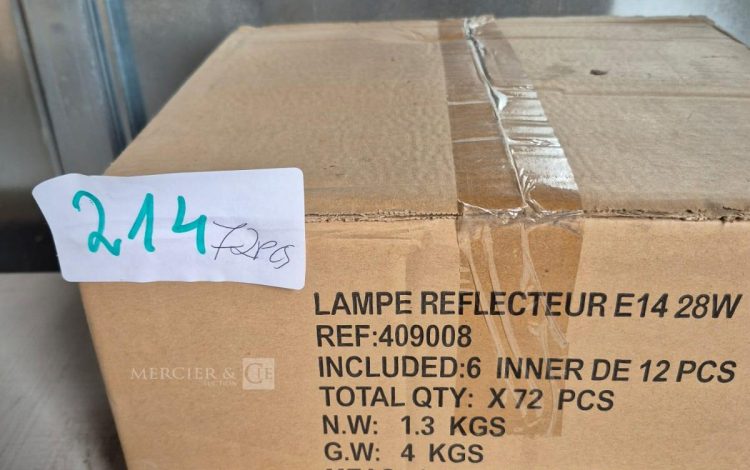 214 72PCS
LAMPE REFLECTEUR E14 28W
REF:409008
INCLUDED:6 INNER DE 12 PCS
TOTAL QTY: X 72 PCS
N.W: 1.3 KGS
G.W: 4 KGS
MERCIER & CIE
AUCTION